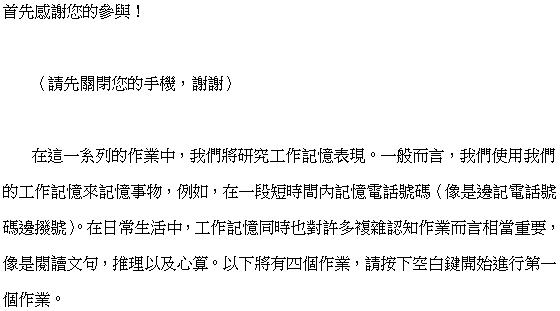 首先感謝您的參與！
（請先關閉您的手機，謝謝）
在這一系列的作業中，我們將研究工作記憶表現。一般而言，我們使用我們
的工作記憶來記憶事物，例如，在一段短時間內記憶電話號碼（像是邊記電話號
碼邊撥號）。在日常生活中，工作記憶同時也對許多複雜認知作業而言相當重要，
像是閱讀文句，推理以及心算。以下將有四個作業，請按下空白鍵開始進行第一
個作業。